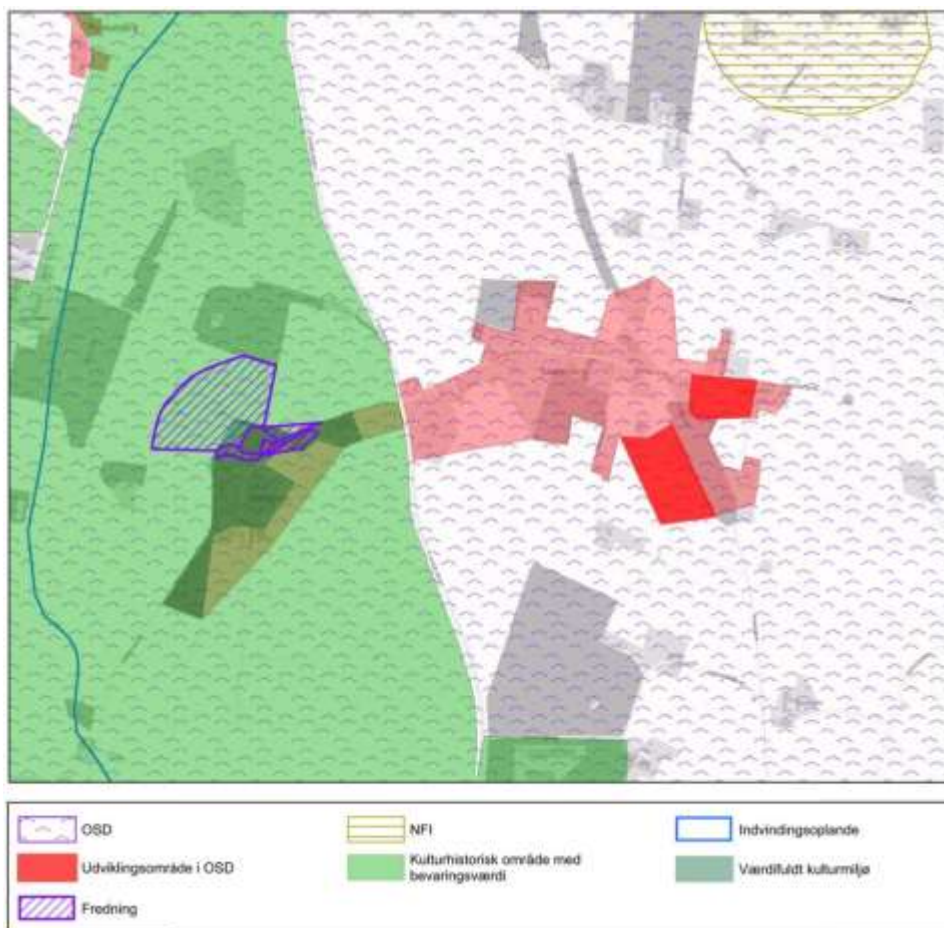 OSD
NFI
Indvindingsoplande
Udviklingsområde i OSD
Kulturhistorisk område med
bevaringsværdi
Værdifuldt kulturmiljø
Fredning